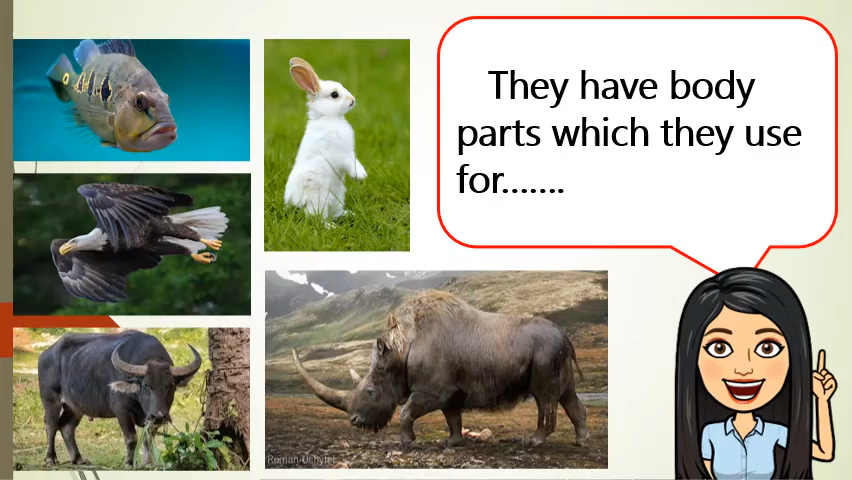 They have body
parts which they use
for.......
Roman Uchytel